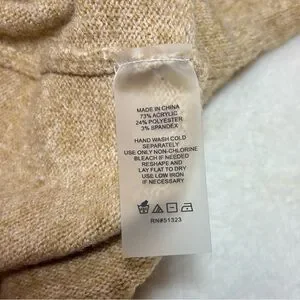 MADE IN CHINA
73% ACRYLIC
24% POLYESTER
3% SPANDEX
HAND WASH COLD
SEPARATELY
USE ONLY NON-CHLORINE
BLEACH IF NEEDED
RESHAPE AND
LAY FLAT TO DRY
USE LOW IRON
IF NECESSARY
RN#51323